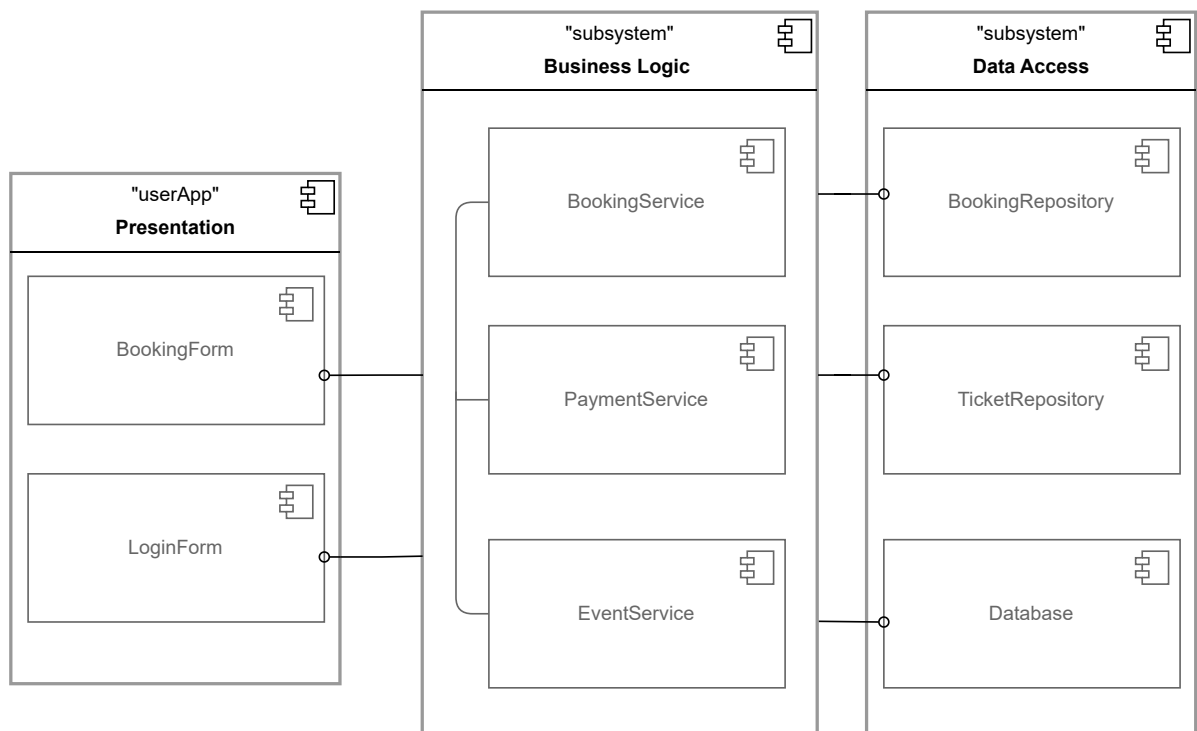 "userApp"
Presentation
BookingForm
LoginForm
"subsystem"
Business Logic
BookingService
PaymentService
EventService
"subsystem"
Data Access
BookingRepository
TicketRepository
Database